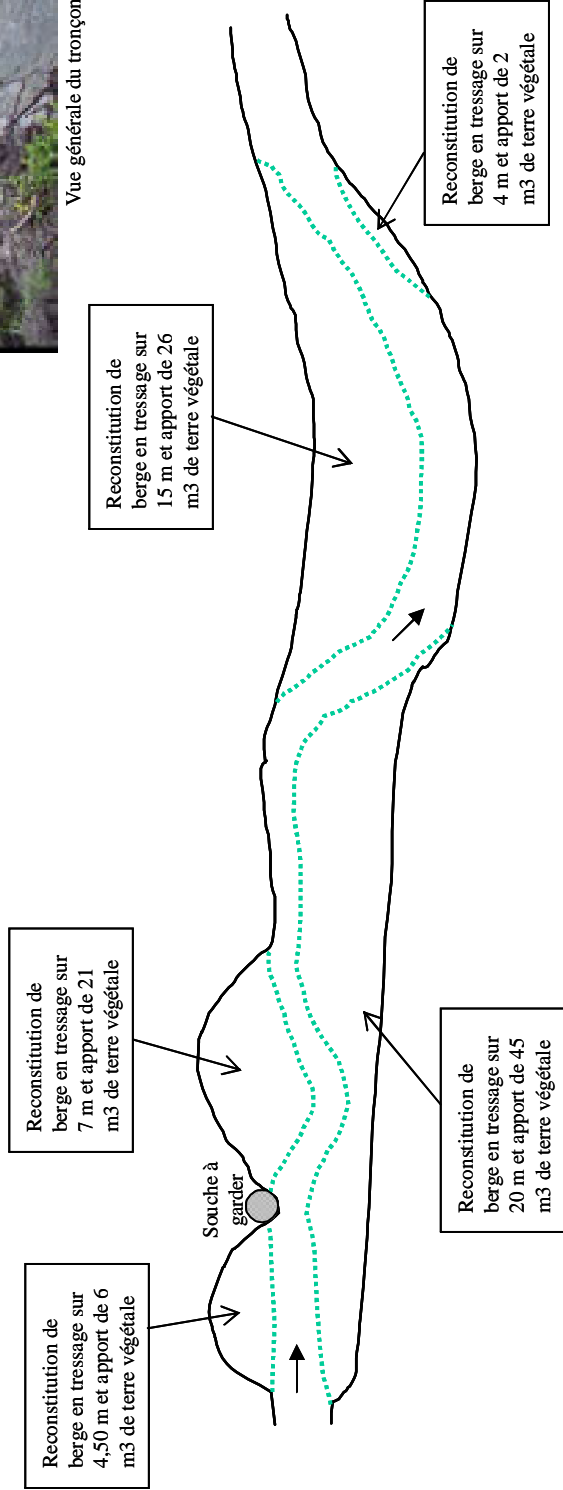 Vue générale du tronçon
Reconstitution de
berge en tressage sur
4,50 m et apport de 6
m3 de terre végétale
Souche à
garder
Reconstitution de
berge en tressage sur
7 m et apport de 21
m3 de terre végétale
Reconstitution de
berge en tressage sur
15 m et apport de 26
m3 de terre végétale
Reconstitution de
berge en tressage sur
20 m et apport de 45
m3 de terre végétale
Reconstitution de
berge en tressage sur
4 m et apport de 2
m3 de terre végétale